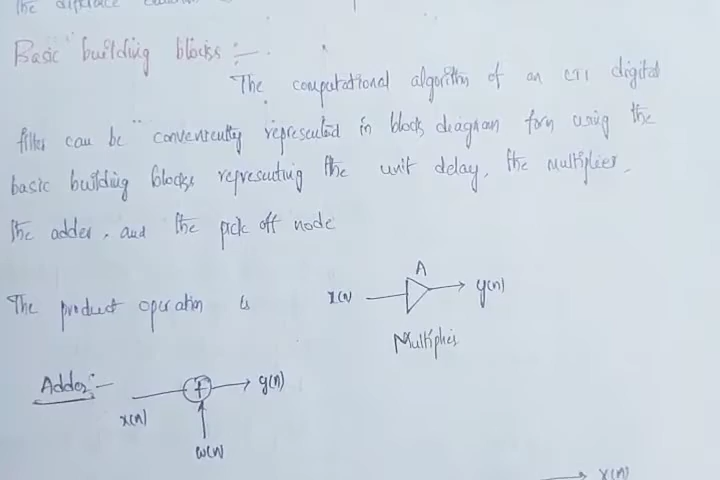 The difference
Basic building blocks :-
The computational algorithm of an LTI digital
filter can be conveniently represented in block diagram form using the
basic building blocks representing the unit delay, the multiplier,
the adder, and the pick off node
A
The product operation is x(n) y(n)
Multiplier
Adder :- + y(n)
x(n)
w(n)
x(n)